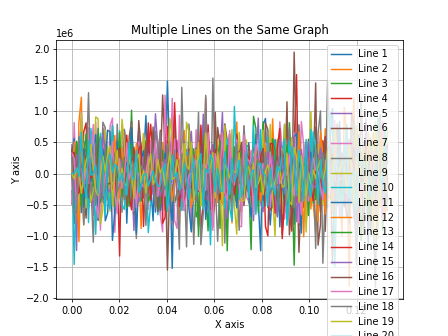 Multiple Lines on the Same Graph
1e6
2.0
1.5
1.0
0.5
0.0
−0.5
−1.0
−1.5
−2.0
Y axis
0.00
0.02
0.04
0.06
0.08
0.10
X axis
Line 1
Line 2
Line 3
Line 4
Line 5
Line 6
Line 7
Line 8
Line 9
Line 10
Line 11
Line 12
Line 13
Line 14
Line 15
Line 16
Line 17
Line 18
Line 19
Line 20